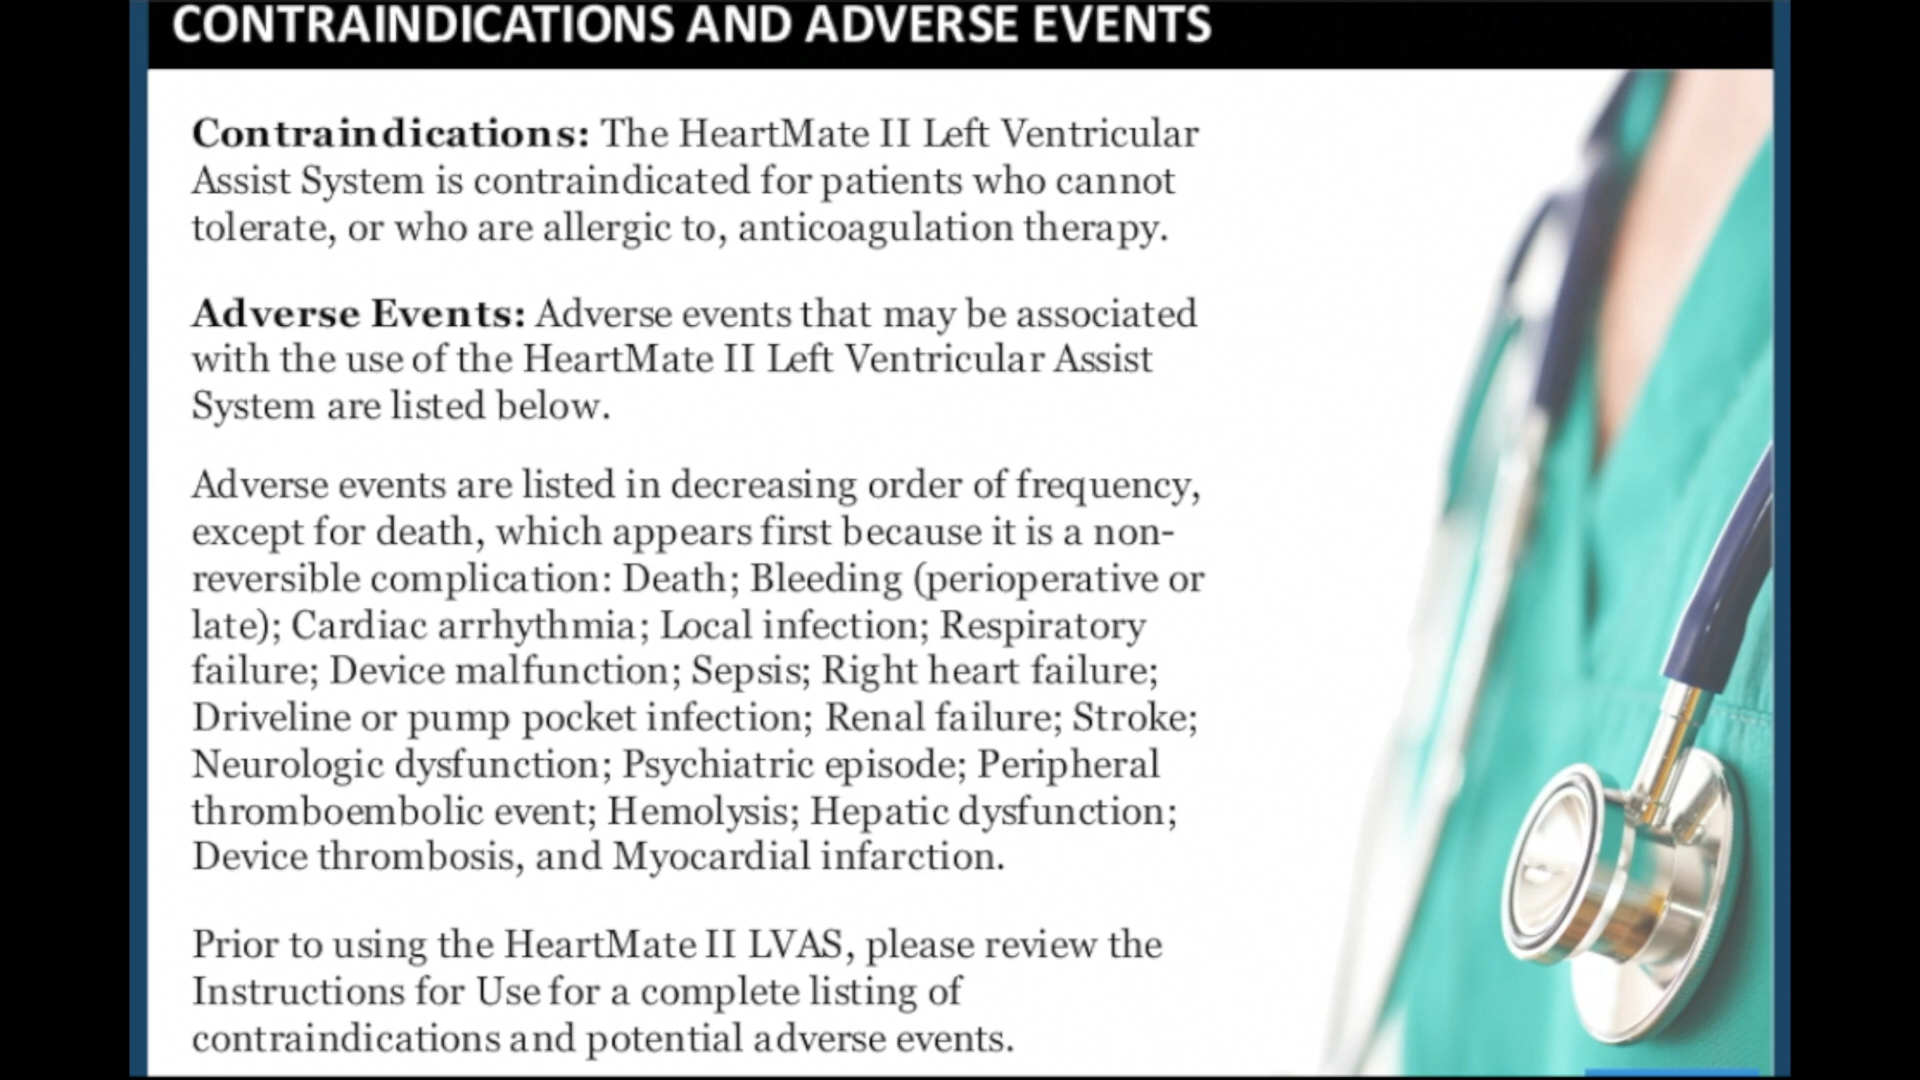 CONTRAINDICATIONS AND ADVERSE EVENTS
Contraindications: The HeartMate II Left Ventricular
Assist System is contraindicated for patients who cannot
tolerate, or who are allergic to, anticoagulation therapy.
Adverse Events: Adverse events that may be associated
with the use of the HeartMate II Left Ventricular Assist
System are listed below.
Adverse events are listed in decreasing order of frequency,
except for death, which appears first because it is a non-
reversible complication: Death; Bleeding (perioperative or
late); Cardiac arrhythmia; Local infection; Respiratory
failure; Device malfunction; Sepsis; Right heart failure;
Driveline or pump pocket infection; Renal failure; Stroke;
Neurologic dysfunction; Psychiatric episode; Peripheral
thromboembolic event; Hemolysis; Hepatic dysfunction;
Device thrombosis, and Myocardial infarction.
Prior to using the HeartMate II LVAS, please review the
Instructions for Use for a complete listing of
contraindications and potential adverse events.